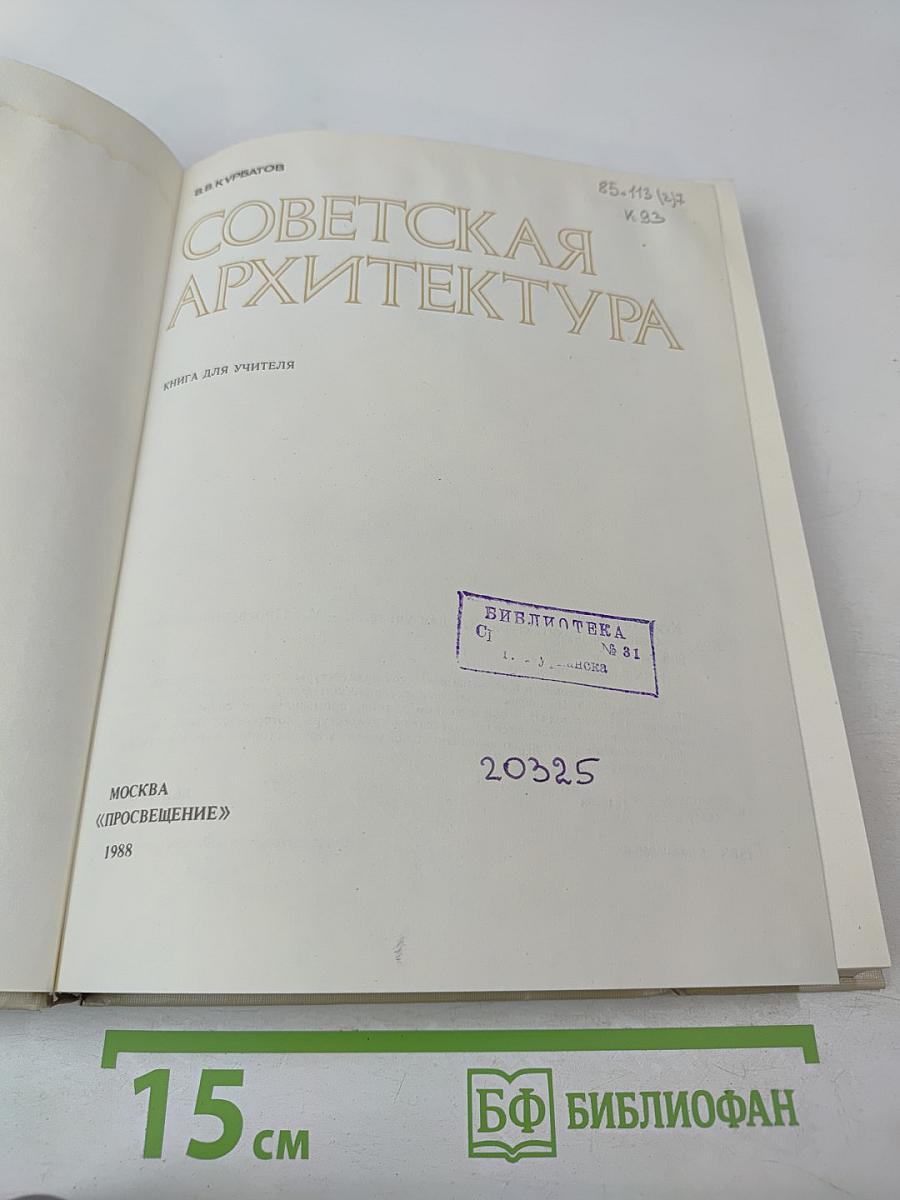 В.В.КУРБАТОВ
85.113(2)7
К 93
СОВЕТСКАЯ
АРХИТЕКТУРА
КНИГА ДЛЯ УЧИТЕЛЯ
БИБЛИОТЕКА
№ 31
20325
МОСКВА
«ПРОСВЕЩЕНИЕ»
1988
15 см
БФ БИБЛИОФАН